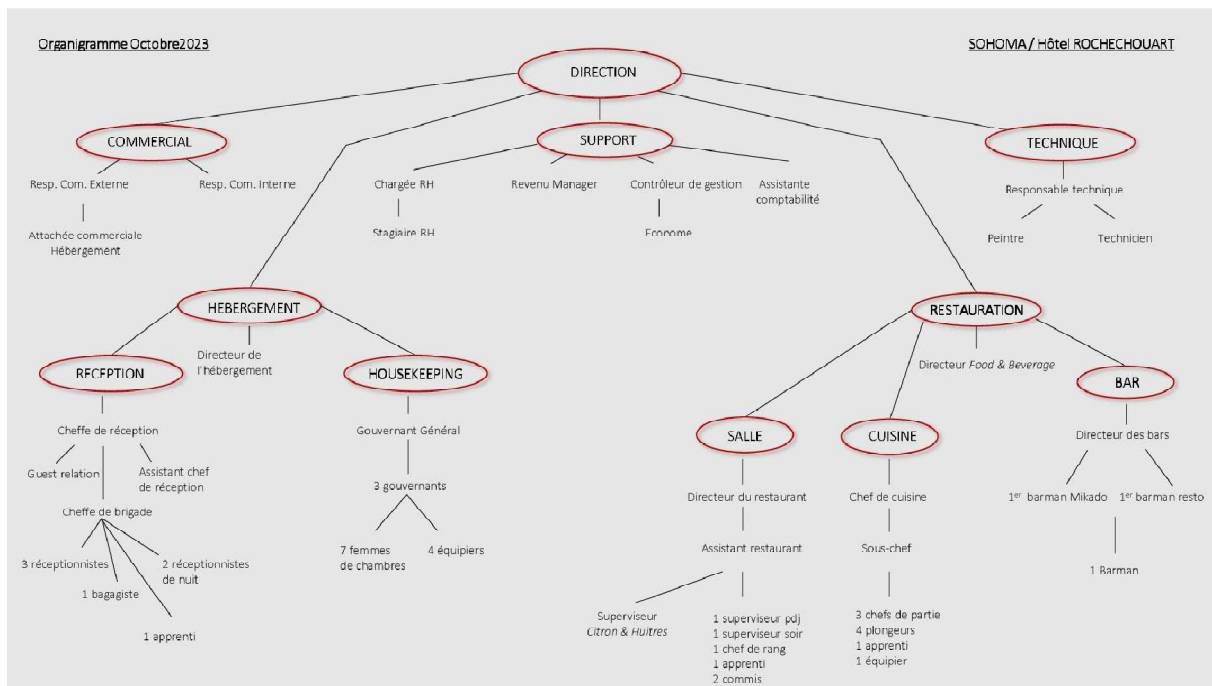 Organigramme Octobre2023
SOHOMA / Hôtel ROCHECHOUART
DIRECTION
COMMERCIAL
SUPPORT
TECHNIQUE
Resp. Com. Externe
Resp. Com. Interne
Chargée RH
Revenu Manager
Contrôleur de gestion
Assistante
comptabilité
Responsable technique
Attachée commerciale
Hébergement
Stagiaire RH
Econome
Peintre
Technicien
HEBERGEMENT
RESTAURATION
Directeur de
l'hébergement
Directeur Food & Beverage
RECEPTION
HOUSEKEEPING
BAR
Cheffe de réception
Gouvernant Général
SALLE
CUISINE
Directeur des bars
Guest relation
Assistant chef
de réception
3 gouvernants
Directeur du restaurant
Chef de cuisine
1er barman Mikado
1er barman resto
Cheffe de brigade
Assistant restaurant
Sous-chef
3 réceptionnistes
2 réceptionnistes
de nuit
7 femmes
de chambres
4 équipiers
1 Barman
1 bagagiste
1 apprenti
Superviseur
Citron & Huîtres
1 superviseur pdj
1 superviseur soir
1 chef de rang
1 apprenti
2 commis
3 chefs de partie
4 plongeurs
1 apprenti
1 équipier